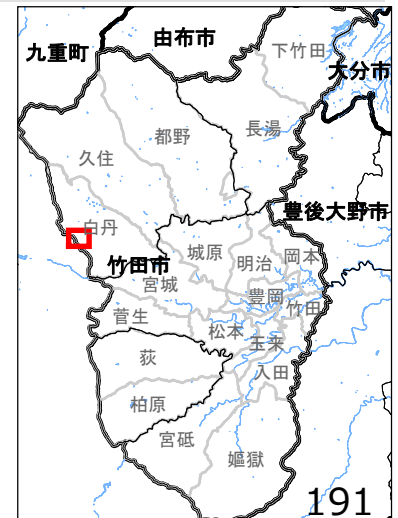 由布市
九重町
下竹田
大分市
都野
長湯
久住
豊後大野市
白丹
城原
岡本
明治
竹田市
宮城
豊岡
竹田
菅生
松本
玉来
荻
入田
柏原
宮砥
嫗獄
191